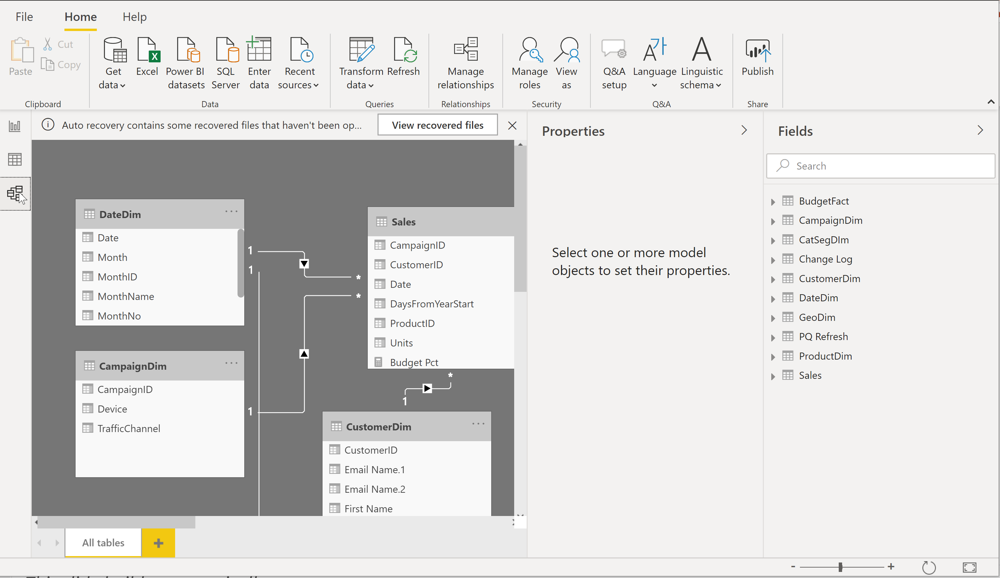 File Home Help
Paste
Cut
Copy
Get data
Excel
Power BI datasets
SQL Server
Enter data
Recent sources
Transform data
Refresh
Manage relationships
Manage roles
View as
Q&A setup
Language
Linguistic schema
Publish
Clipboard
Data
Queries
Relationships
Security
Q&A
Share
Auto recovery contains some recovered files that haven't been op...
View recovered files
DateDim
Date
Month
MonthID
MonthName
MonthNo
1
1
*
*
Sales
CampaignID
CustomerID
Date
DaysFromYearStart
ProductID
Units
Budget Pct
CampaignDim
CampaignID
Device
TrafficChannel
1
*
1
CustomerDim
CustomerID
Email Name.1
Email Name.2
First Name
All tables
Properties
Select one or more model
objects to set their properties.
Fields
Search
BudgetFact
CampaignDim
CatSegDIm
Change Log
CustomerDim
DateDim
GeoDim
PQ Refresh
ProductDim
Sales